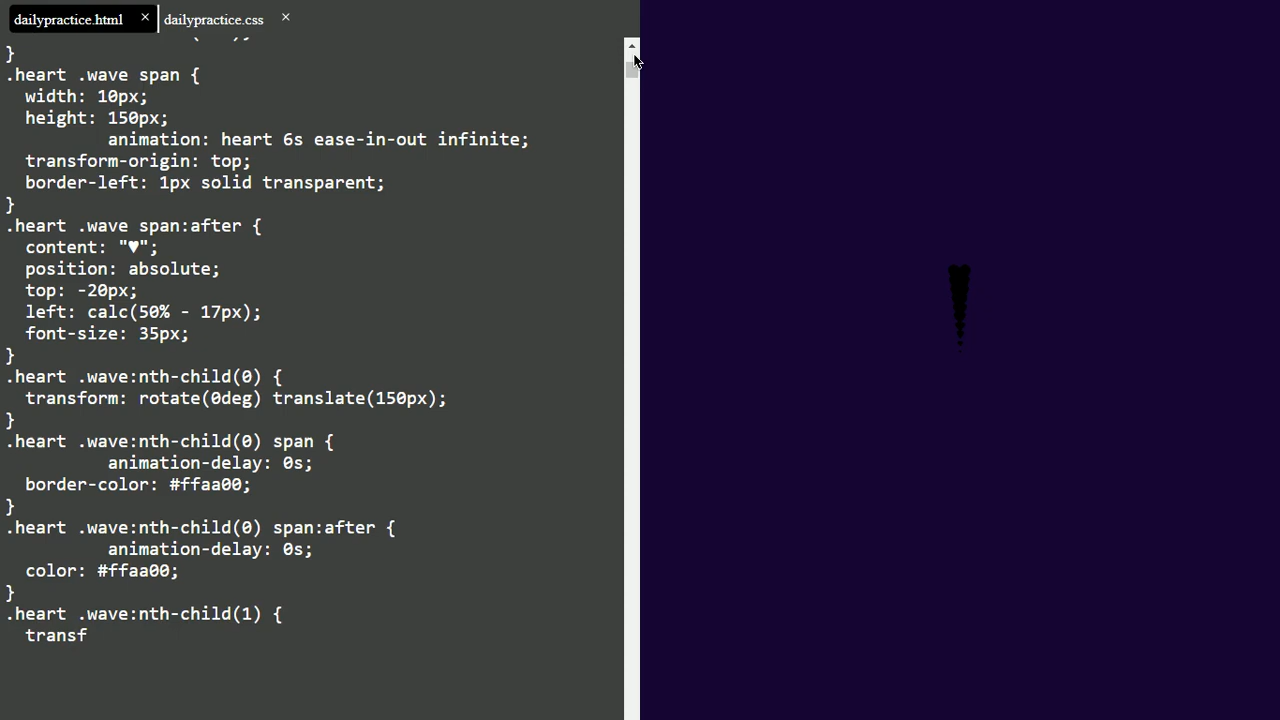 dailypractice.html × dailypractice.css ×
}
.heart .wave span {
width: 10px;
height: 150px;
animation: heart 6s ease-in-out infinite;
transform-origin: top;
border-left: 1px solid transparent;
}
.heart .wave span:after {
content: "♥";
position: absolute;
top: -20px;
left: calc(50% - 17px);
font-size: 35px;
}
.heart .wave:nth-child(0) {
transform: rotate(0deg) translate(150px);
}
.heart .wave:nth-child(0) span {
animation-delay: 0s;
border-color: #ffaa00;
}
.heart .wave:nth-child(0) span:after {
animation-delay: 0s;
color: #ffaa00;
}
.heart .wave:nth-child(1) {
transf